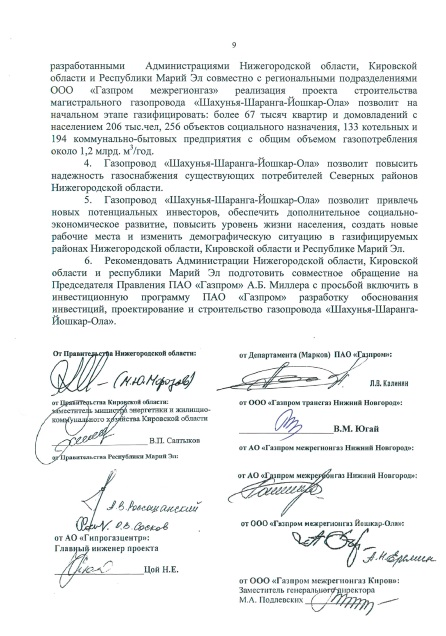 9
разработанными Администрациями Нижегородской области, Кировской
области и Республики Марий Эл совместно с региональными подразделениями
ООО «Газпром межрегионгаз» реализация проекта строительства
магистрального газопровода «Шахунья-Шаранга-Йошкар-Ола» позволит на
начальном этапе газифицировать: более 67 тысяч квартир и домовладений с
населением 206 тыс.чел, 256 объектов социального назначения, 133 котельных и
194 коммунально-бытовых предприятия с общим объемом газопотребления
около 1,2 млрд. м³/год.
4. Газопровод «Шахунья-Шаранга-Йошкар-Ола» позволит повысить
надежность газоснабжения существующих потребителей Северных районов
Нижегородской области.
5. Газопровод «Шахунья-Шаранга-Йошкар-Ола» позволит привлечь
новых потенциальных инвесторов, обеспечить дополнительное социально-
экономическое развитие, повысить уровень жизни населения, создать новые
рабочие места и изменить демографическую ситуацию в газифицируемых
районах Нижегородской области, Кировской области и Республике Марий Эл.
6. Рекомендовать Администрации Нижегородской области, Кировской
области и республики Марий Эл подготовить совместное обращение на
Председателя Правления ПАО «Газпром» А.Б. Миллера с просьбой включить в
инвестиционную программу ПАО «Газпром» разработку обоснования
инвестиций, проектирование и строительство газопровода «Шахунья-Шаранга-
Йошкар-Ола».
От Правительства Нижегородской области:
(М.Ю.Морозов)
от Правительства Кировской области:
заместитель министра энергетики и жилищно-
коммунального хозяйства Кировской области
В.П. Салтыков
от Правительства Республики Марий Эл:
Д.В. Сосков
от АО «Гипрогазцентр»:
Главный инженер проекта
Цой Н.Е.
от Департамента (Марков) ПАО «Газпром»:
Л.Л. Калинин
от ООО «Газпром трансгаз Нижний Новгород»:
В.М. Югай
от АО «Газпром межрегионгаз Нижний Новгород»:
от АО «Газпром межрегионгаз Нижний Новгород»:
от ООО «Газпром межрегионгаз Йошкар-Ола»:
А.Н. Еремин
от ООО «Газпром межрегионгаз Киров»:
Заместитель генерального директора
М.А. Подлевских